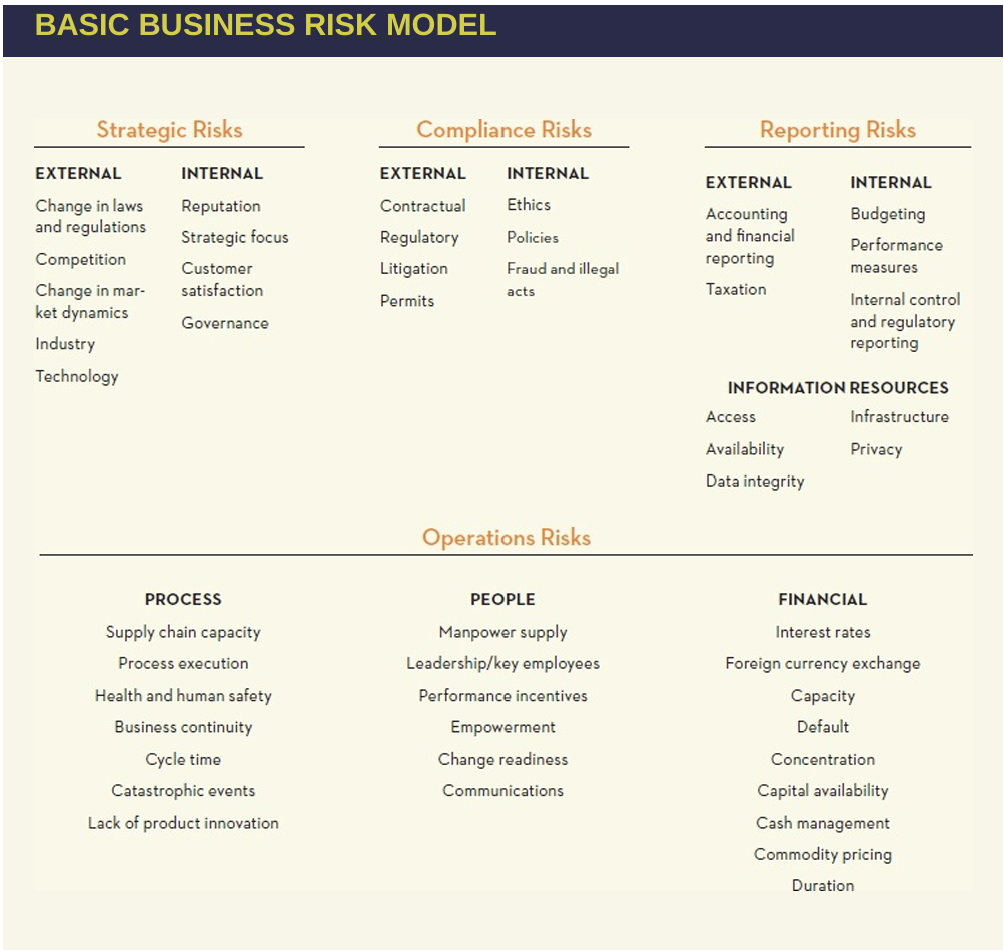 BASIC BUSINESS RISK MODEL
Strategic Risks
EXTERNAL
Change in laws
and regulations
Competition
Change in mar-
ket dynamics
Industry
Technology
INTERNAL
Reputation
Strategic focus
Customer
satisfaction
Governance
Compliance Risks
EXTERNAL
Contractual
Regulatory
Litigation
Permits
INTERNAL
Ethics
Policies
Fraud and illegal
acts
Reporting Risks
EXTERNAL
Accounting
and financial
reporting
Taxation
INTERNAL
Budgeting
Performance
measures
Internal control
and regulatory
reporting
INFORMATION RESOURCES
Access
Availability
Data integrity
Infrastructure
Privacy
Operations Risks
PROCESS
Supply chain capacity
Process execution
Health and human safety
Business continuity
Cycle time
Catastrophic events
Lack of product innovation
PEOPLE
Manpower supply
Leadership/key employees
Performance incentives
Empowerment
Change readiness
Communications
FINANCIAL
Interest rates
Foreign currency exchange
Capacity
Default
Concentration
Capital availability
Cash management
Commodity pricing
Duration